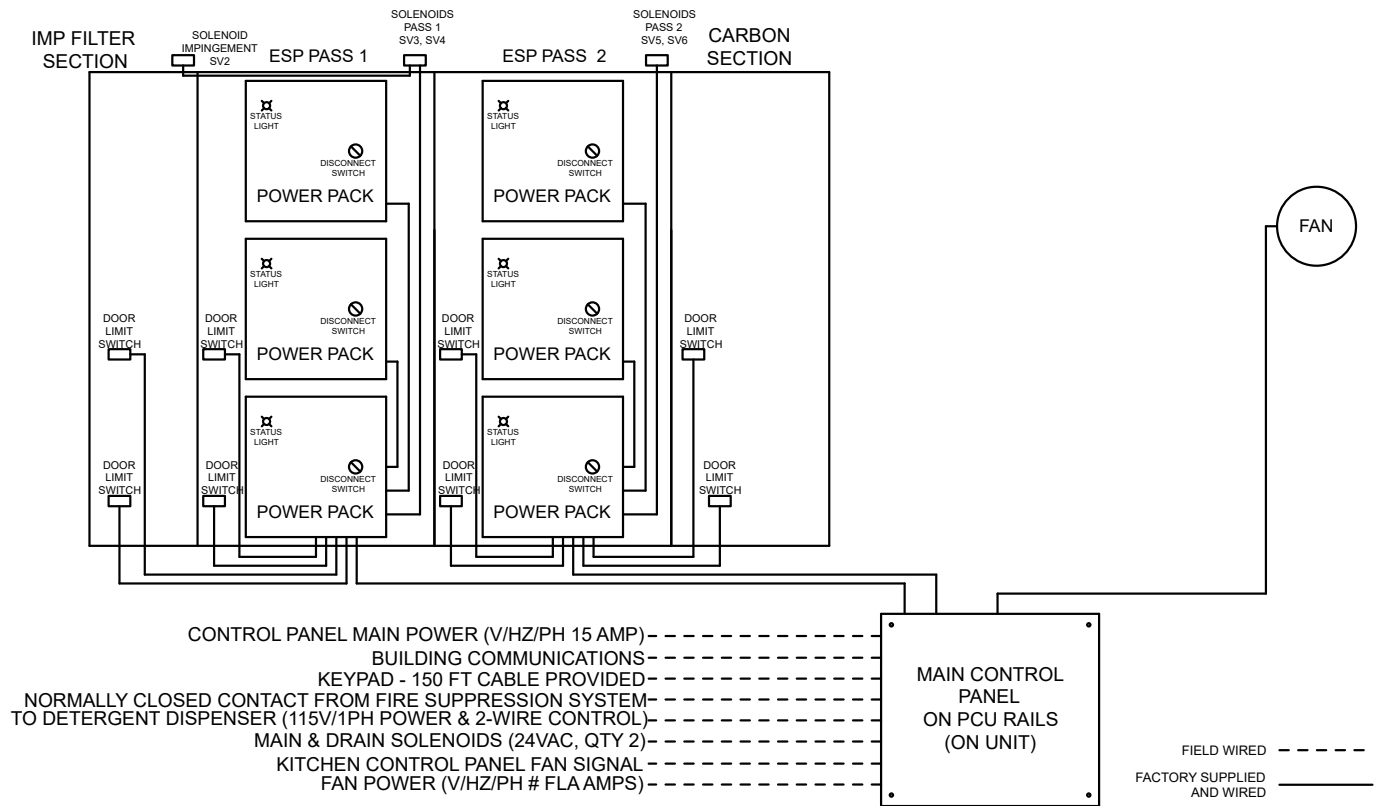 IMP FILTER
SECTION
SOLENOID
IMPINGEMENT
SV2
ESP PASS 1
SOLENOIDS
PASS 1
SV3, SV4
ESP PASS 2
SOLENOIDS
PASS 2
SV5, SV6
CARBON
SECTION
STATUS
LIGHT
DISCONNECT
SWITCH
POWER PACK
STATUS
LIGHT
DISCONNECT
SWITCH
POWER PACK
FAN
STATUS
LIGHT
DISCONNECT
SWITCH
POWER PACK
STATUS
LIGHT
DISCONNECT
SWITCH
POWER PACK
DOOR
LIMIT
SWITCH
DOOR
LIMIT
SWITCH
DOOR
LIMIT
SWITCH
DOOR
LIMIT
SWITCH
STATUS
LIGHT
DISCONNECT
SWITCH
POWER PACK
STATUS
LIGHT
DISCONNECT
SWITCH
POWER PACK
DOOR
LIMIT
SWITCH
DOOR
LIMIT
SWITCH
DOOR
LIMIT
SWITCH
DOOR
LIMIT
SWITCH
CONTROL PANEL MAIN POWER (V/HZ/PH 15 AMP)
BUILDING COMMUNICATIONS
KEYPAD - 150 FT CABLE PROVIDED
NORMALLY CLOSED CONTACT FROM FIRE SUPPRESSION SYSTEM
TO DETERGENT DISPENSER (115V/1PH POWER & 2-WIRE CONTROL)
MAIN & DRAIN SOLENOIDS (24VAC, QTY 2)
KITCHEN CONTROL PANEL FAN SIGNAL
FAN POWER (V/HZ/PH # FLA AMPS)
MAIN CONTROL
PANEL
ON PCU RAILS
(ON UNIT)
FIELD WIRED
FACTORY SUPPLIED
AND WIRED